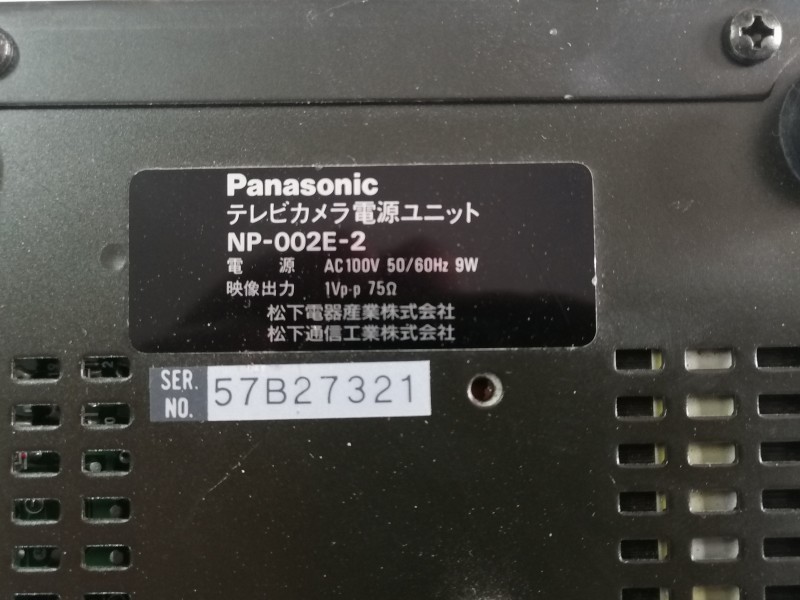 Panasonic
テレビカメラ電源ユニット
NP-002E-2
電 源 AC100V 50/60Hz 9W
映像出力 1Vp-p 75Ω
松下電器産業株式会社
松下通信工業株式会社
SER. NO. 57B27321